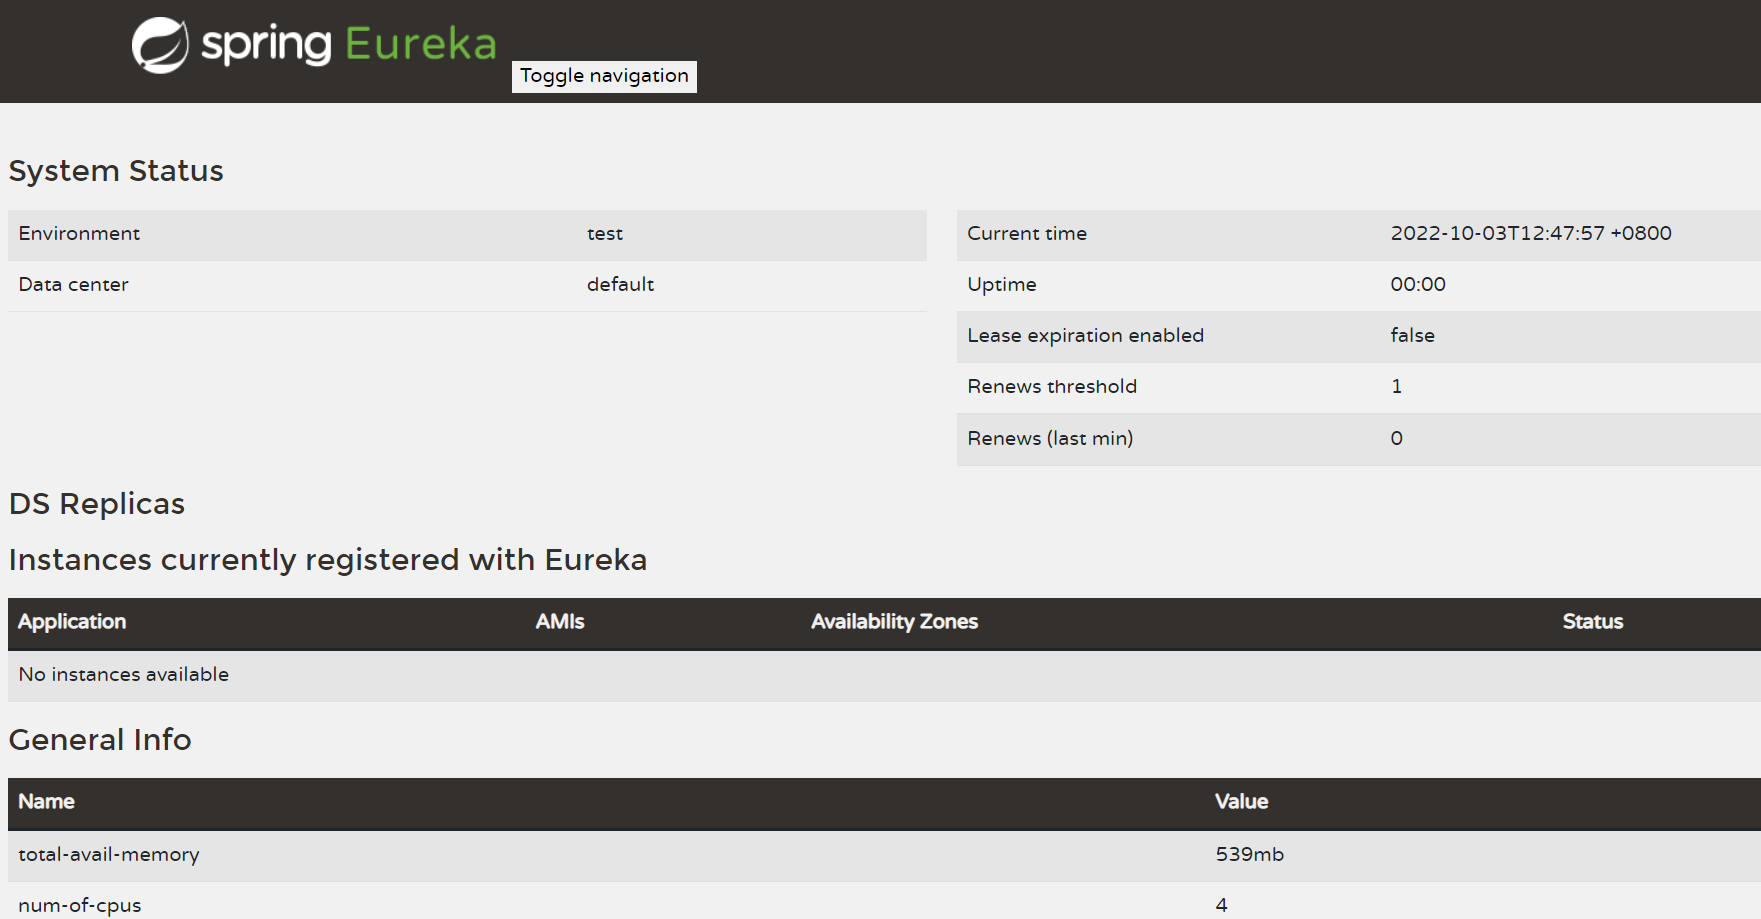 spring Eureka
Toggle navigation
System Status
Environment test
Data center default
Current time 2022-10-03T12:47:57 +0800
Uptime 00:00
Lease expiration enabled false
Renews threshold 1
Renews (last min) 0
DS Replicas
Instances currently registered with Eureka
Application AMIs Availability Zones Status
No instances available
General Info
Name Value
total-avail-memory 539mb
num-of-cpus 4